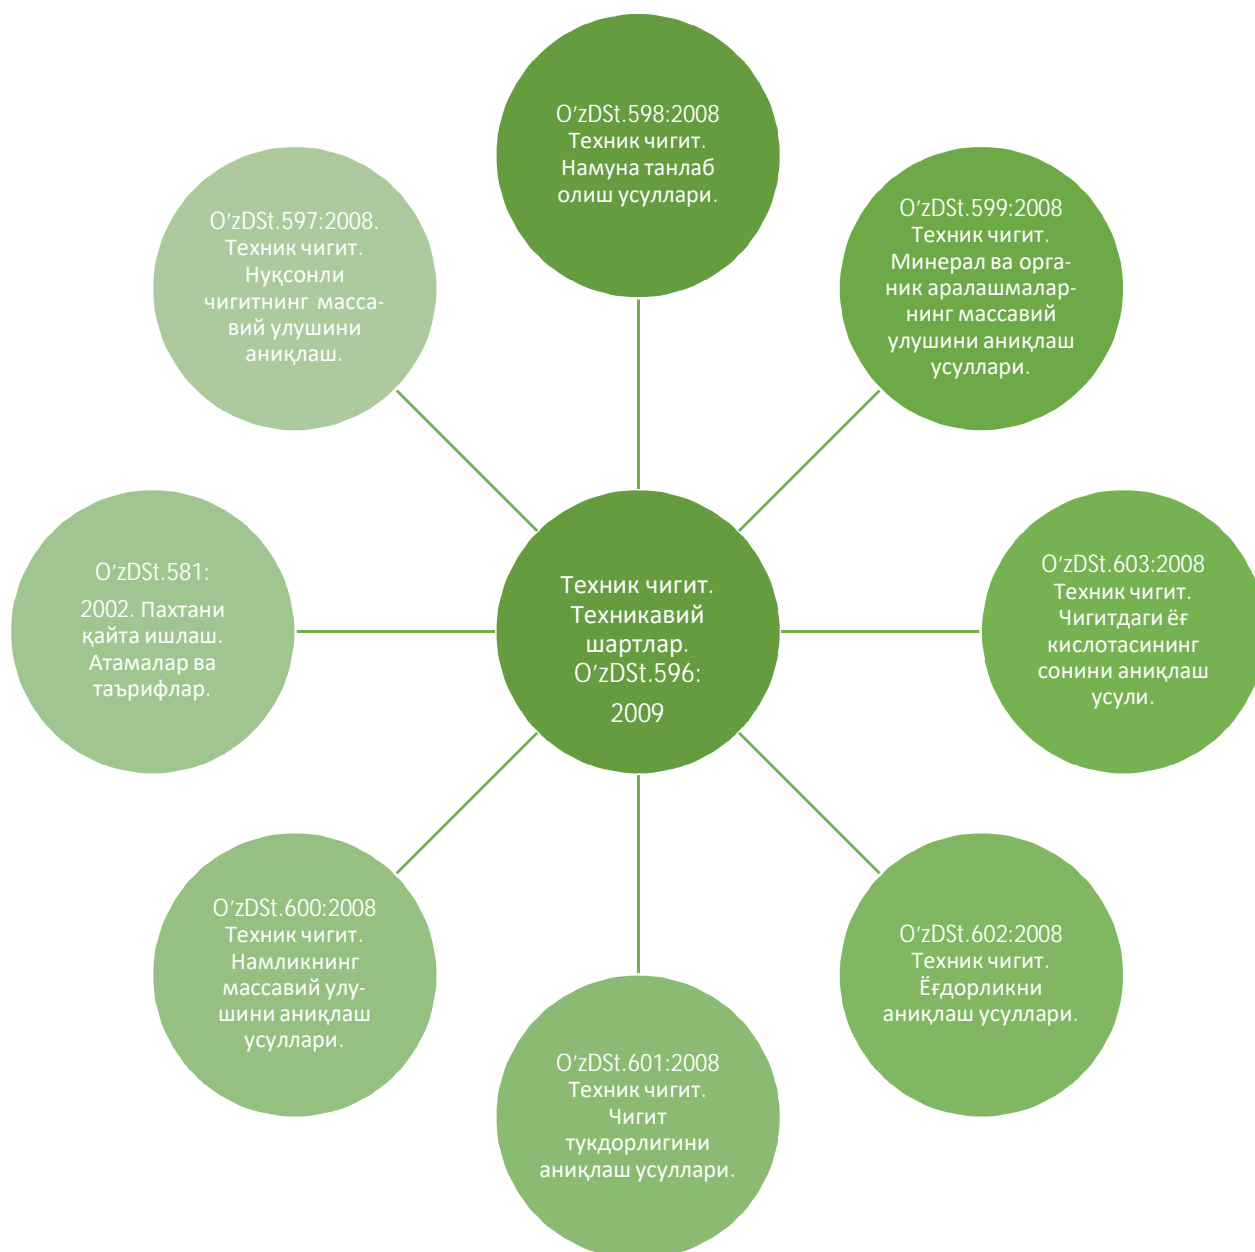 O’zDSt.598:2008
Техник чигит.
Намуна танлаб
олиш усуллари.
O’zDSt.599:2008
Техник чигит.
Минерал ва орга-
ник аралашмалар-
нинг массавий
улушини аниқлаш
усуллари.
O’zDSt.603:2008
Техник чигит.
Чигитдаги ёғ
кислотасининг
сонини аниқлаш
усули.
O’zDSt.602:2008
Техник чигит.
Ёғдорликни
аниқлаш усуллари.
O’zDSt.601:2008
Техник чигит.
Чигит
тукдорлигини
аниқлаш усуллари.
O’zDSt.600:2008
Техник чигит.
Намликнинг
массавий улу-
шини аниқлаш
усуллари.
O’zDSt.581:
2002. Пахтани
қайта ишлаш.
Атамалар ва
таърифлар.
O’zDSt.597:2008.
Техник чигит.
Нуқсонли
чигитнинг масса-
вий улушини
аниқлаш.
Техник чигит.
Техникавий
шартлар.
O’zDSt.596:
2009